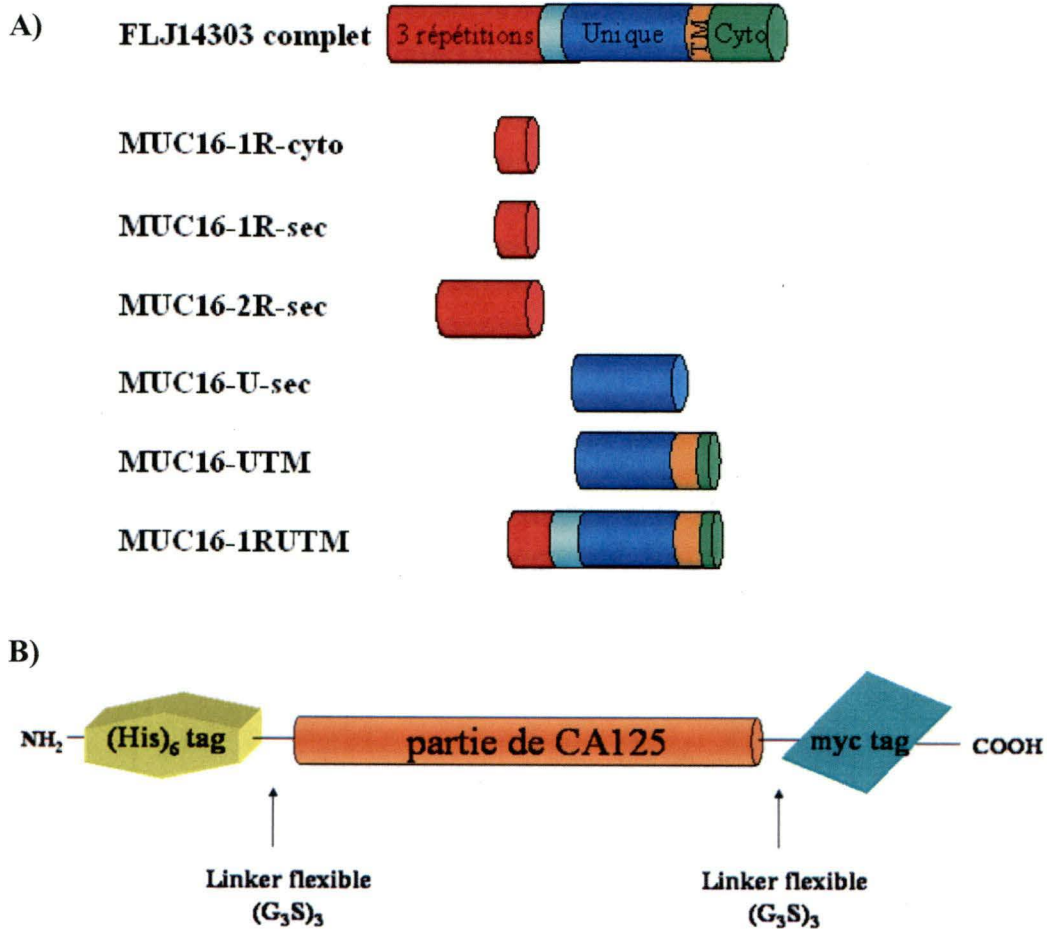 A)
FLJ14303 complet
3 répétitions
Unique
TM
Cyto
MUC16-1R-cyto
MUC16-1R-sec
MUC16-2R-sec
MUC16-U-sec
MUC16-UTM
MUC16-1RUTM
B)
NH₂
(His)₆ tag
partie de CA125
myc tag
COOH
Linker flexible
(G₃S)₃
Linker flexible
(G₃S)₃